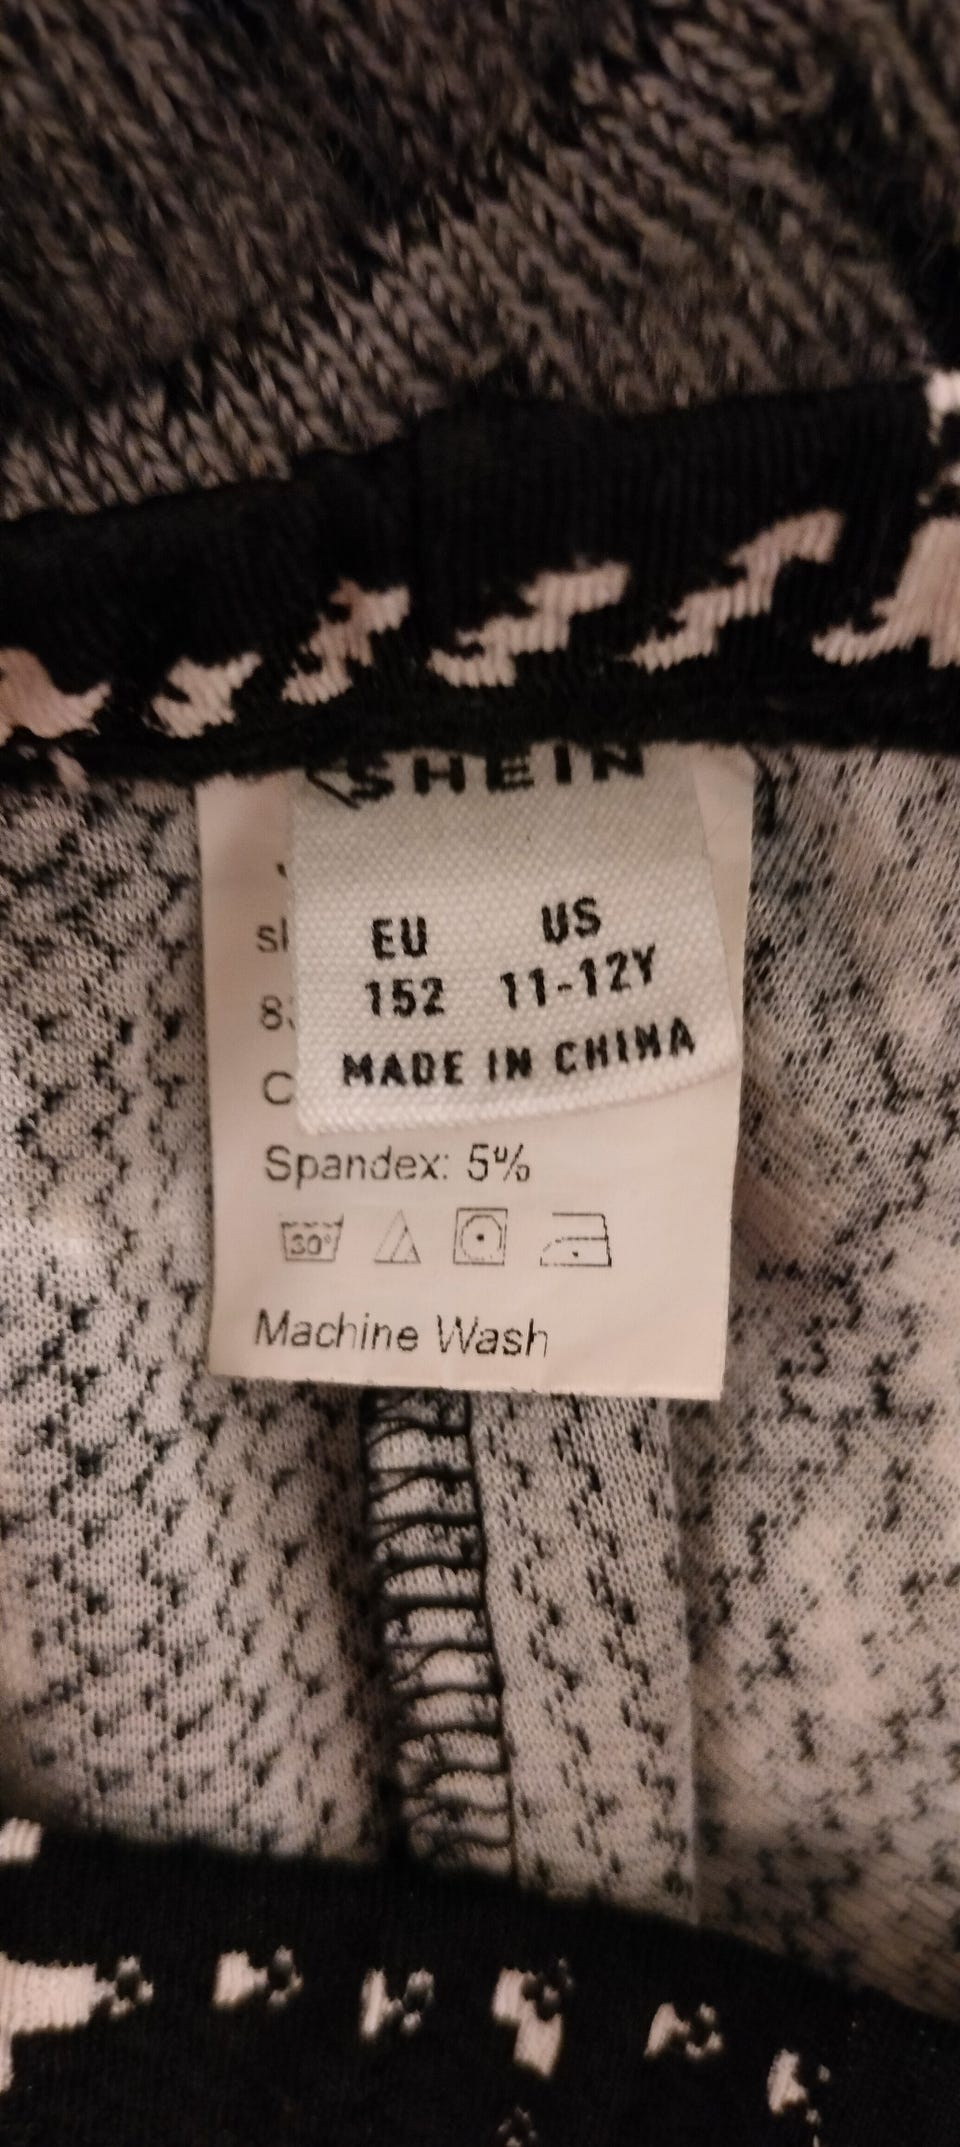 SHEIN
EU US
152 11-12Y
MADE IN CHINA
Spandex: 5%
30°
Machine Wash